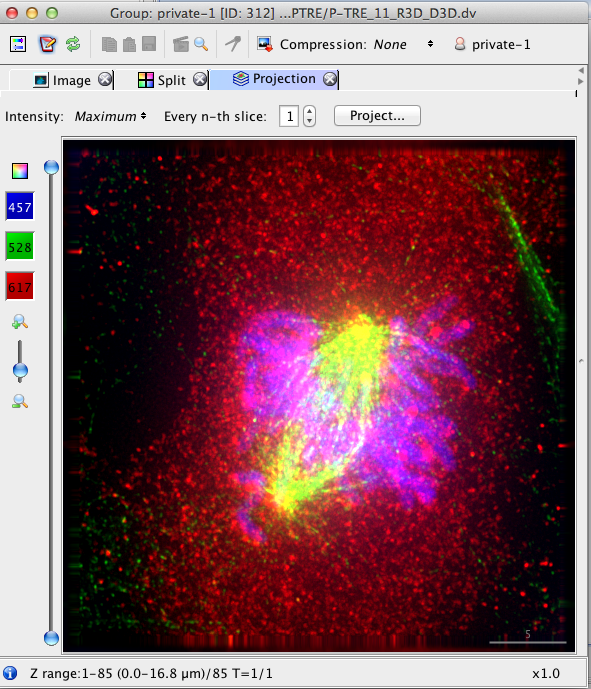 Group: private-1 [ID: 312] ...PTRE/P-TRE_11_R3D_D3D.dv
Compression: None private-1
Image Split Projection
Intensity: Maximum Every n-th slice: 1 Project...
457
528
617
5
Z range:1-85 (0.0-16.8 µm)/85 T=1/1 x1.0